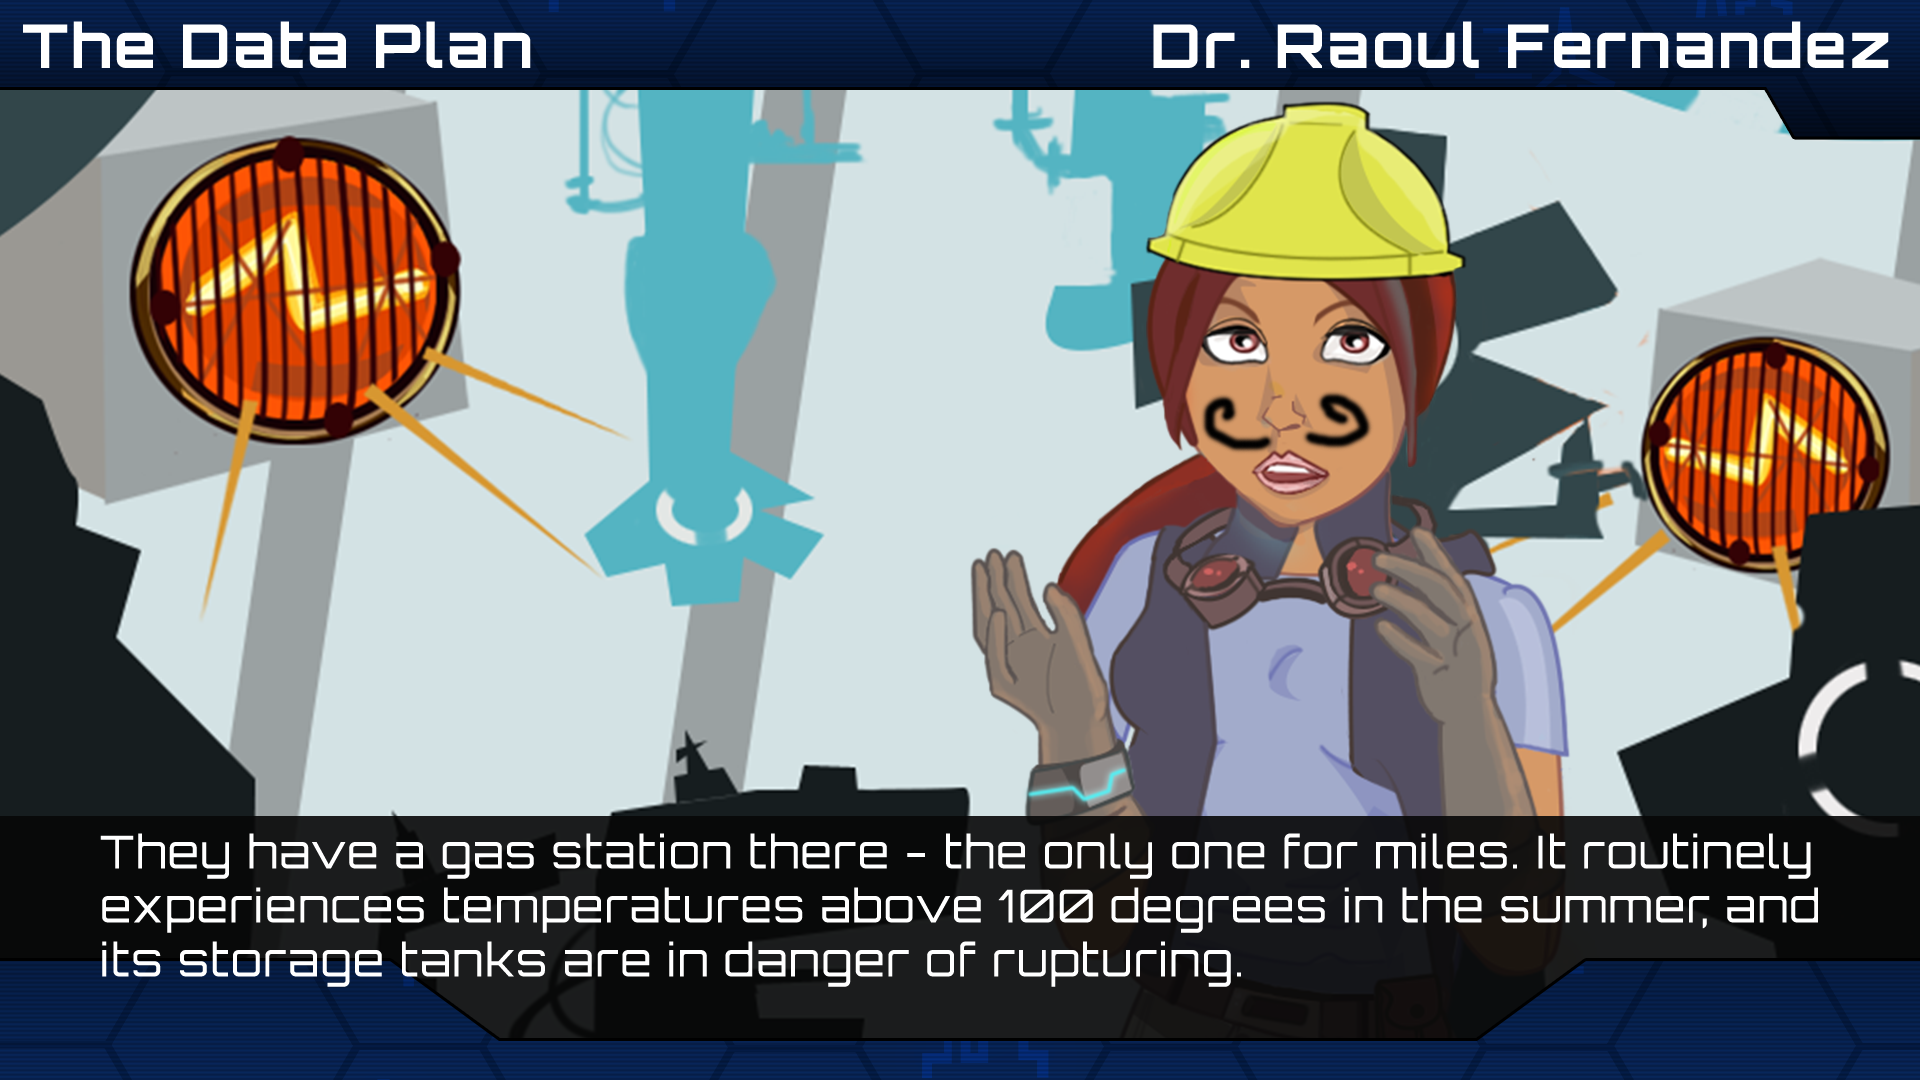 The Data Plan
Dr. Raoul Fernandez
They have a gas station there - the only one for miles. It routinely
experiences temperatures above 100 degrees in the summer, and
its storage tanks are in danger of rupturing.